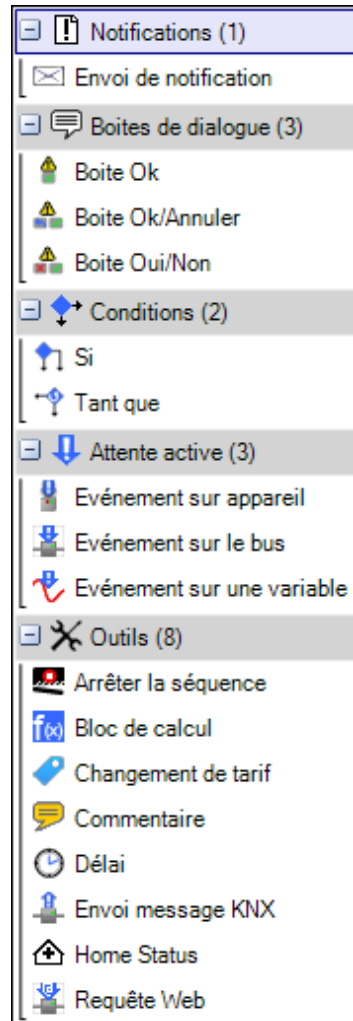 Notifications (1)
Envoi de notification
Boites de dialogue (3)
Boite Ok
Boite Ok/Annuler
Boite Oui/Non
Conditions (2)
Si
Tant que
Attente active (3)
Evénement sur appareil
Evénement sur le bus
Evénement sur une variable
Outils (8)
Arrêter la séquence
f(x) Bloc de calcul
Changement de tarif
Commentaire
Délai
Envoi message KNX
Home Status
Requête Web